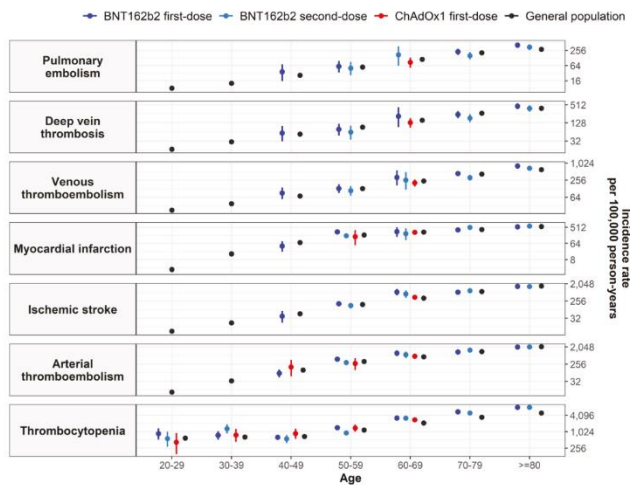 BNT162b2 first-dose BNT162b2 second-dose ChAdOx1 first-dose General population
Pulmonary
embolism
256
64
16
Deep vein
thrombosis
512
128
32
Venous
thromboembolism
1,024
256
64
Myocardial infarction
512
64
8
Ischemic stroke
2,048
256
32
Arterial
thromboembolism
2,048
256
32
Thrombocytopenia
4,096
1,024
256
Incidence rate
per 100,000 person-years
20-29 30-39 40-49 50-59 60-69 70-79 >=80
Age